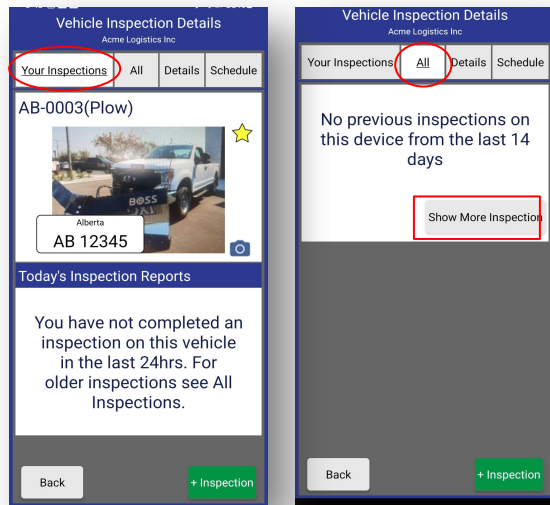 Vehicle Inspection Details
Acme Logistics Inc
Your Inspections All Details Schedule
AB-0003(Plow)
BOSS
Alberta
AB 12345
Today's Inspection Reports
You have not completed an
inspection on this vehicle
in the last 24hrs. For
older inspections see All
Inspections.
Back + Inspection
Vehicle Inspection Details
Acme Logistics Inc
Your Inspections All Details Schedule
No previous inspections on
this device from the last 14
days
Show More Inspection
Back + Inspection